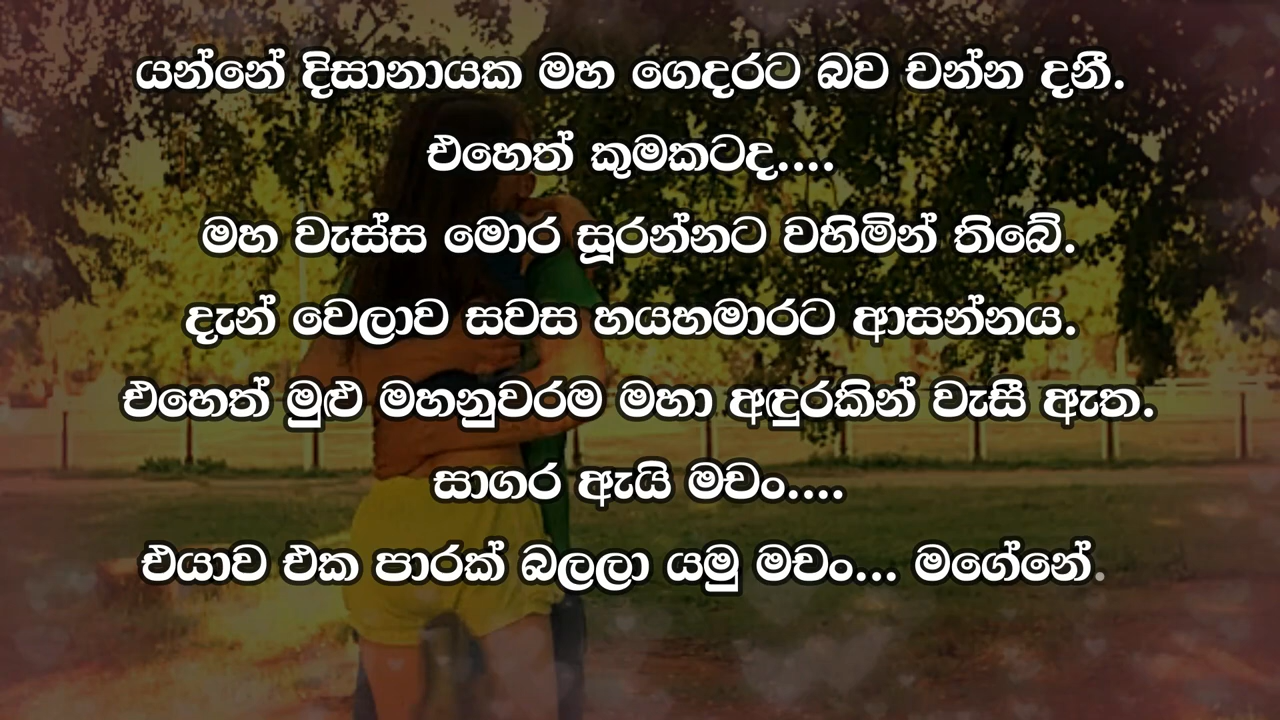 යන්නේ දිසානායක මහ ගෙදරට බව චන්න දනී.
එහෙත් කුමකටද....
මහ වැස්ස මොර සූරන්නට වහිමින් තිබේ.
දැන් වෙලාව සවස හයහමාරට ආසන්නය.
එහෙත් මුළු මහනුවරම මහා අඳුරකින් වැසී ඇත.
සාගර ඇයි මචං....
එයාව එක පාරක් බලලා යමු මචං... මගේනේ.